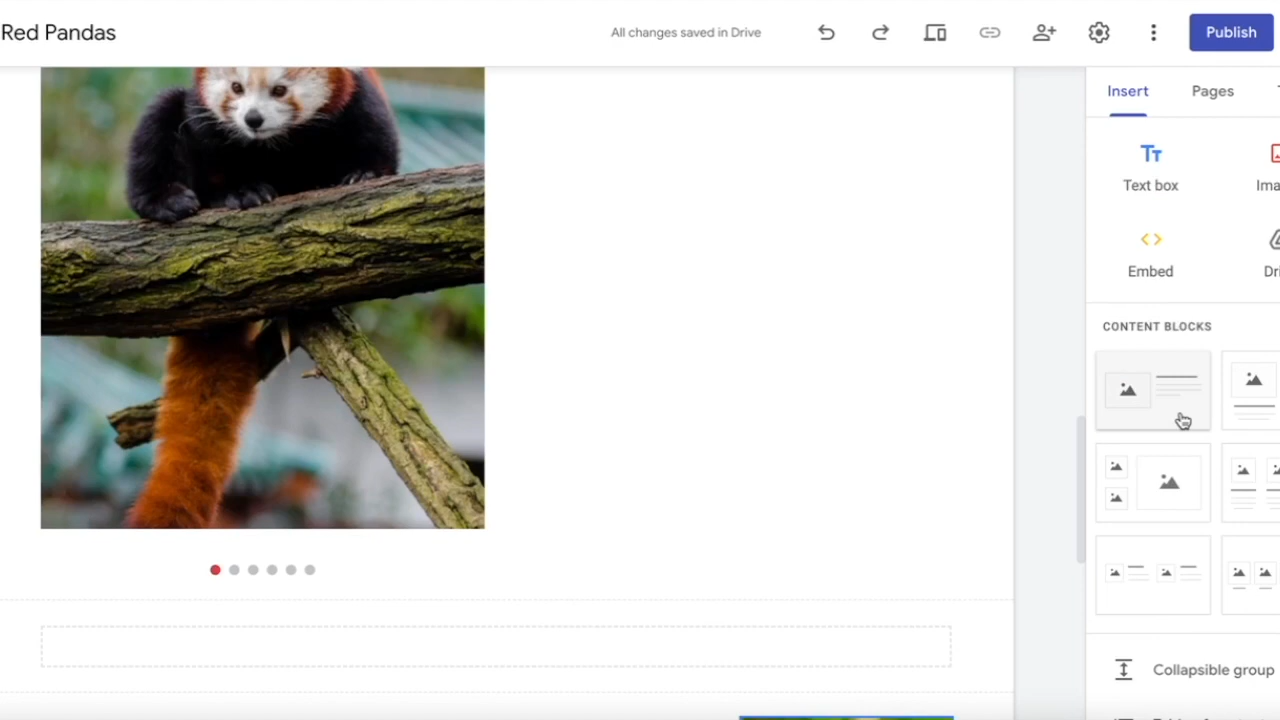 Red Pandas
All changes saved in Drive
Publish
Insert
Pages
Text box
Embed
CONTENT BLOCKS
Collapsible group